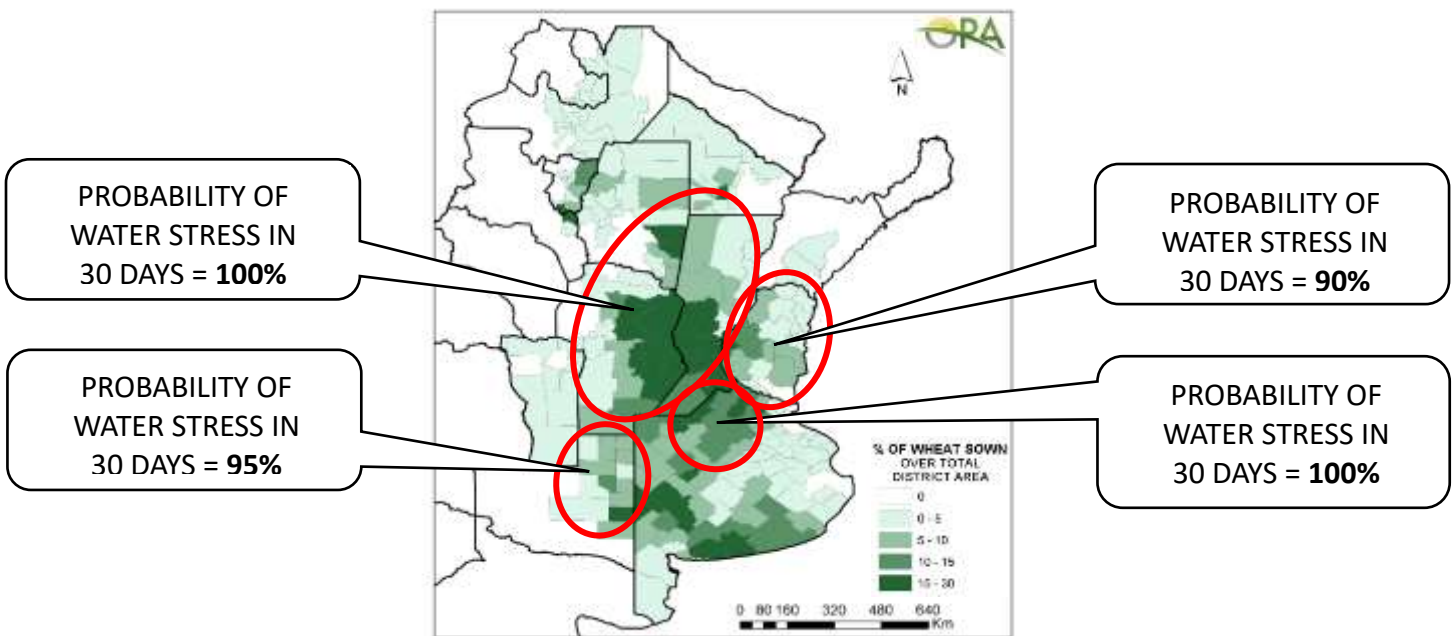 ORA
N
PROBABILITY OF
WATER STRESS IN
30 DAYS = 100%
PROBABILITY OF
WATER STRESS IN
30 DAYS = 90%
PROBABILITY OF
WATER STRESS IN
30 DAYS = 95%
PROBABILITY OF
WATER STRESS IN
30 DAYS = 100%
% OF WHEAT SOWN
OVER TOTAL
DISTRICT AREA
0
0 - 5
5 - 10
10 - 15
15 - 30
0 80 160 320 480 640
Km